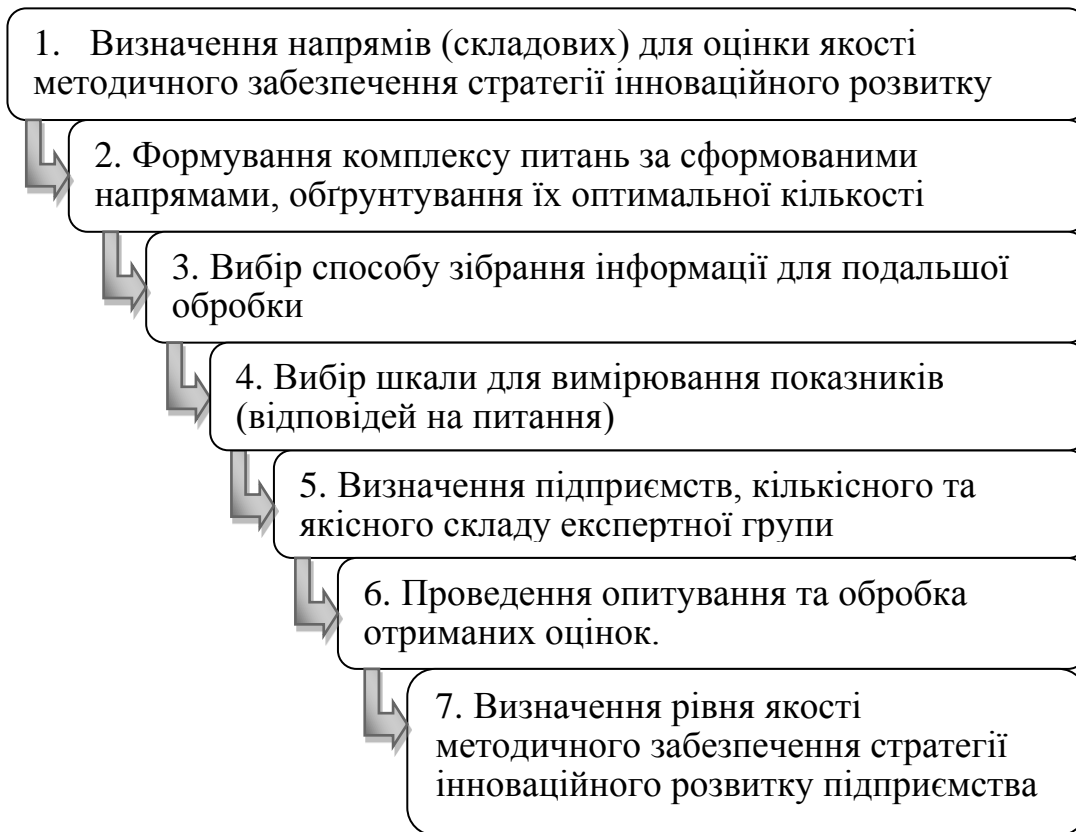 1. Визначення напрямів (складових) для оцінки якості
методичного забезпечення стратегії інноваційного розвитку
2. Формування комплексу питань за сформованими
напрямами, обґрунтування їх оптимальної кількості
3. Вибір способу зібрання інформації для подальшої
обробки
4. Вибір шкали для вимірювання показників
(відповідей на питання)
5. Визначення підприємств, кількісного та
якісного складу експертної групи
6. Проведення опитування та обробка
отриманих оцінок.
7. Визначення рівня якості
методичного забезпечення стратегії
інноваційного розвитку підприємства